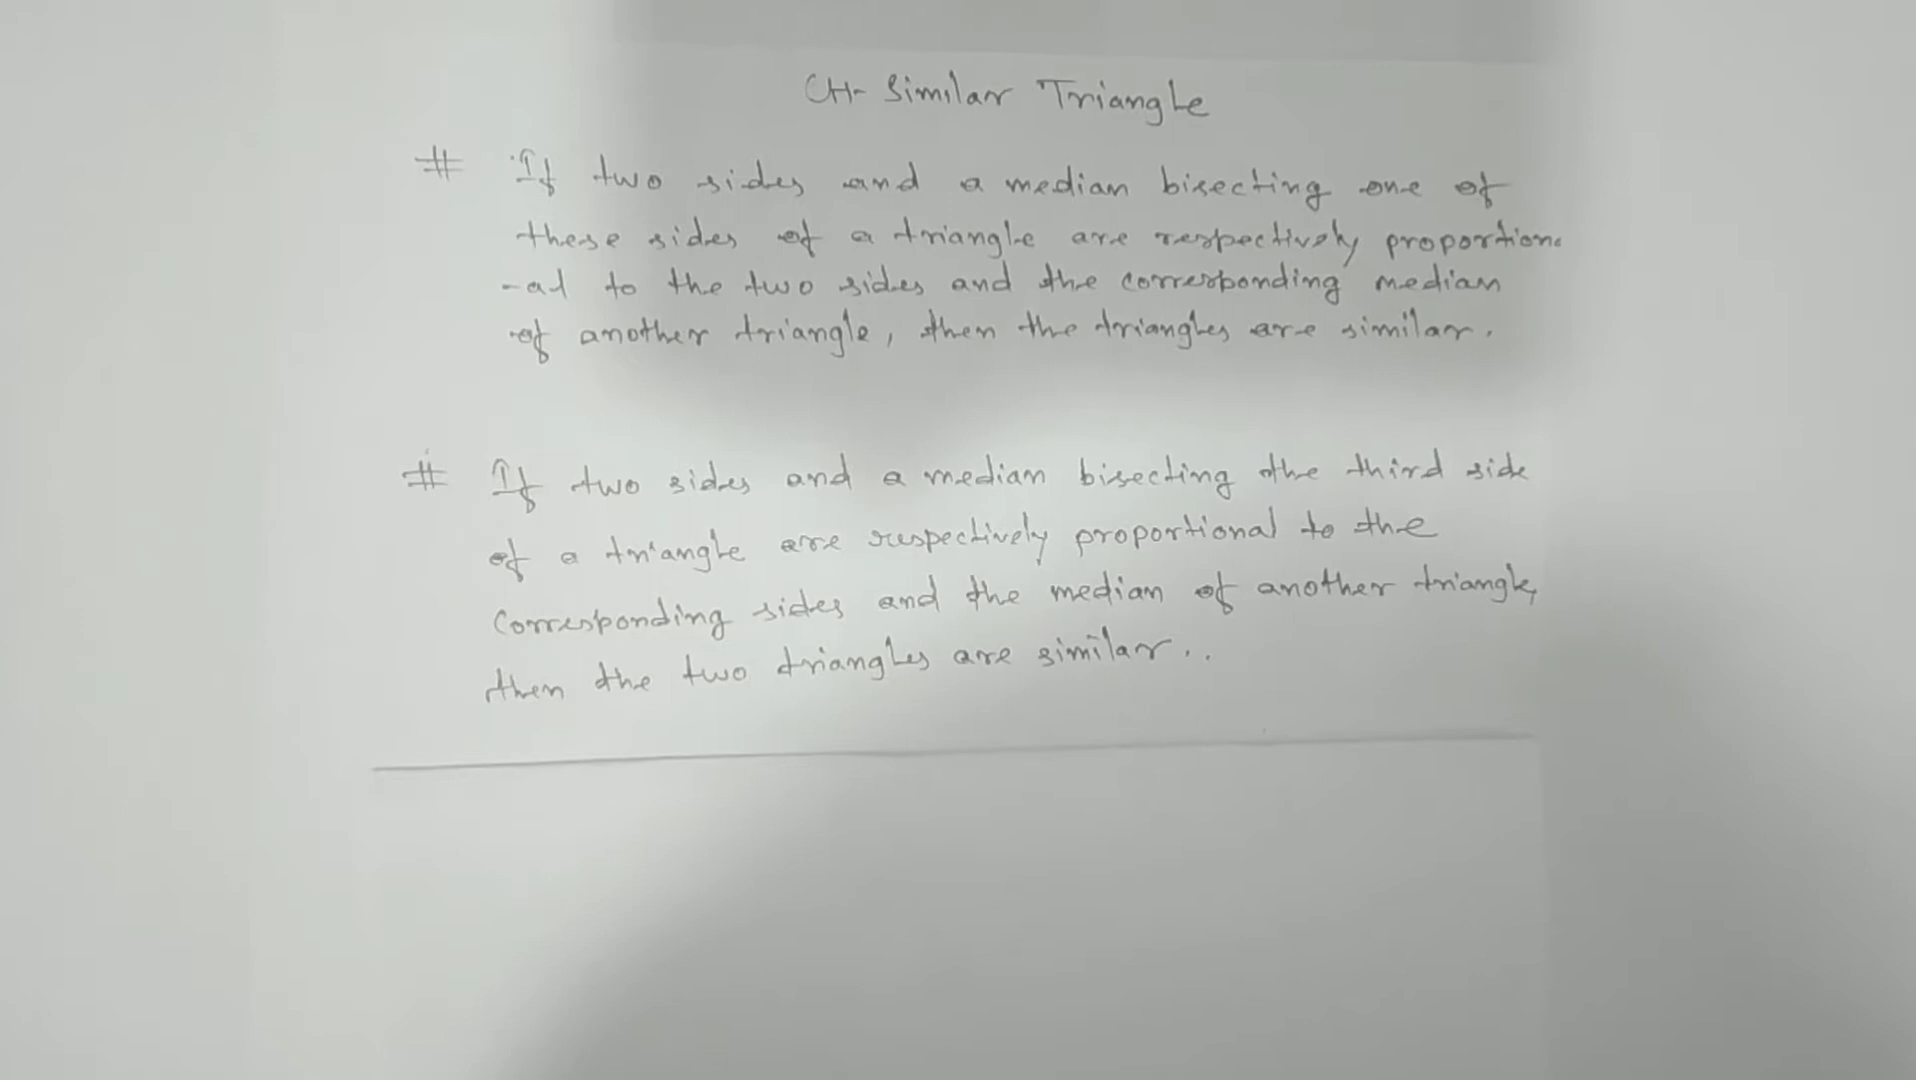 CH- Similar Triangle
# If two sides and a median bisecting one of
these sides of a triangle are respectively proportion
-al to the two sides and the corresponding median
of another triangle, then the triangles are similar.
# If two sides and a median bisecting the third side
of a triangle are respectively proportional to the
corresponding sides and the median of another triangle,
then the two triangles are similar..